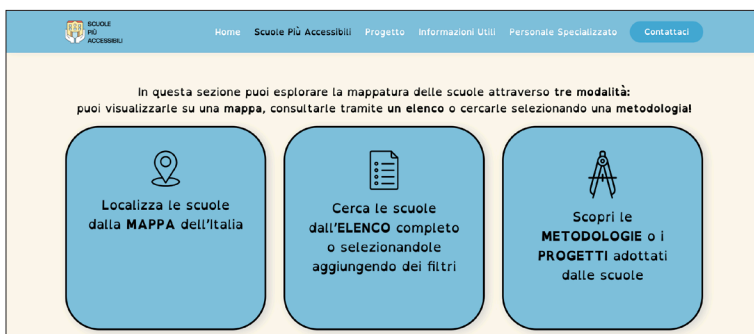 SCUOLE
PIÙ
ACCESSIBILI
Home Scuole Più Accessibili Progetto Informazioni Utili Personale Specializzato Contattaci
In questa sezione puoi esplorare la mappatura delle scuole attraverso tre modalità:
puoi visualizzarle su una mappa, consultarle tramite un elenco o cercarle selezionando una metodologia!
Localizza le scuole
dalla MAPPA dell'Italia
Cerca le scuole
dall'ELENCO completo
o selezionandole
aggiungendo dei filtri
Scopri le
METODOLOGIE o i
PROGETTI adottati
dalle scuole